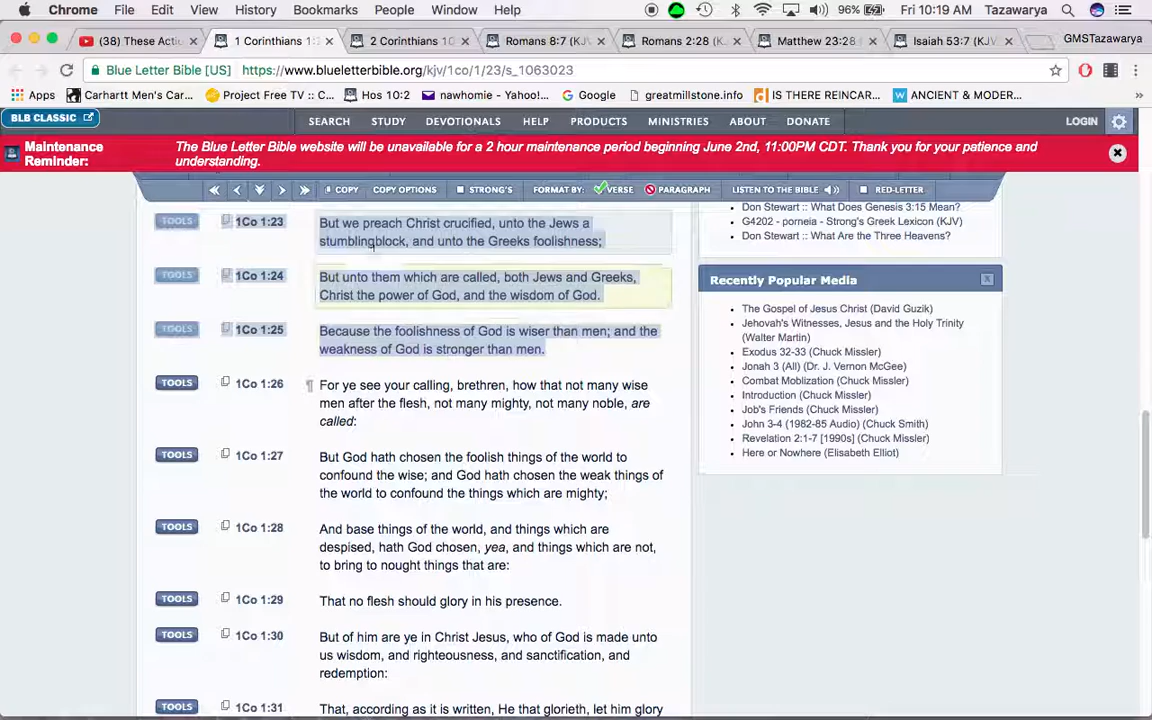 Chrome File Edit View History Bookmarks People Window Help 96% Fri 10:19 AM Tazawarya
(38) These Actio 1 Corinthians 1: 2 Corinthians 10 Romans 8:7 (KJV Romans 2:28 (KJ Matthew 23:28 Isaiah 53:7 (KJV GMSTazawarya
Blue Letter Bible [US] https://www.blueletterbible.org/kjv/1co/1/23/s_1063023
Apps Carhartt Men's Car... Project Free TV :: C... Hos 10:2 nawhomie - Yahoo!... Google greatmillstone.info IS THERE REINCAR... ANCIENT & MODER... »
BLB CLASSIC SEARCH STUDY DEVOTIONALS HELP PRODUCTS MINISTRIES ABOUT DONATE LOGIN
Maintenance Reminder:
The Blue Letter Bible website will be unavailable for a 2 hour maintenance period beginning June 2nd, 11:00PM CDT. Thank you for your patience and
understanding.
COPY COPY OPTIONS STRONG'S FORMAT BY: VERSE PARAGRAPH LISTEN TO THE BIBLE RED-LETTER
TOOLS 1Co 1:23 But we preach Christ crucified, unto the Jews a
stumblingblock, and unto the Greeks foolishness;
TOOLS 1Co 1:24 But unto them which are called, both Jews and Greeks,
Christ the power of God, and the wisdom of God.
TOOLS 1Co 1:25 Because the foolishness of God is wiser than men; and the
weakness of God is stronger than men.
TOOLS 1Co 1:26 ¶ For ye see your calling, brethren, how that not many wise
men after the flesh, not many mighty, not many noble, are
called:
TOOLS 1Co 1:27 But God hath chosen the foolish things of the world to
confound the wise; and God hath chosen the weak things of
the world to confound the things which are mighty;
TOOLS 1Co 1:28 And base things of the world, and things which are
despised, hath God chosen, yea, and things which are not,
to bring to nought things that are:
TOOLS 1Co 1:29 That no flesh should glory in his presence.
TOOLS 1Co 1:30 But of him are ye in Christ Jesus, who of God is made unto
us wisdom, and righteousness, and sanctification, and
redemption:
TOOLS 1Co 1:31 That, according as it is written, He that glorieth, let him glory
Don Stewart :: What Does Genesis 3:15 Mean?
G4202 - porneia - Strong's Greek Lexicon (KJV)
Don Stewart :: What Are the Three Heavens?
Recently Popular Media
The Gospel of Jesus Christ (David Guzik)
Jehovah's Witnesses, Jesus and the Holy Trinity
(Walter Martin)
Exodus 32-33 (Chuck Missler)
Jonah 3 (All) (Dr. J. Vernon McGee)
Combat Moblization (Chuck Missler)
Introduction (Chuck Missler)
Job's Friends (Chuck Missler)
John 3-4 (1982-85 Audio) (Chuck Smith)
Revelation 2:1-7 [1990s] (Chuck Missler)
Here or Nowhere (Elisabeth Elliot)